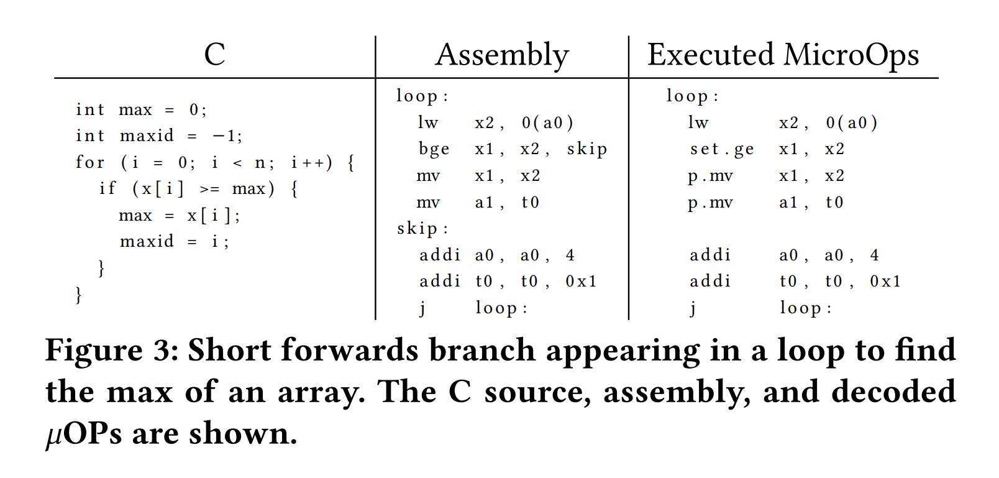 C
Assembly
Executed MicroOps
int max = 0;
int maxid = −1;
for (i = 0; i < n; i++) {
if (x[i] >= max) {
max = x[i];
maxid = i;
}
}
loop:
lw x2, 0(a0)
bge x1, x2, skip
mv x1, x2
mv a1, t0
skip:
addi a0, a0, 4
addi t0, t0, 0x1
j loop:
loop:
lw x2, 0(a0)
set.ge x1, x2
p.mv x1, x2
p.mv a1, t0
addi a0, a0, 4
addi t0, t0, 0x1
j loop:
Figure 3: Short forwards branch appearing in a loop to find
the max of an array. The C source, assembly, and decoded
μOPs are shown.